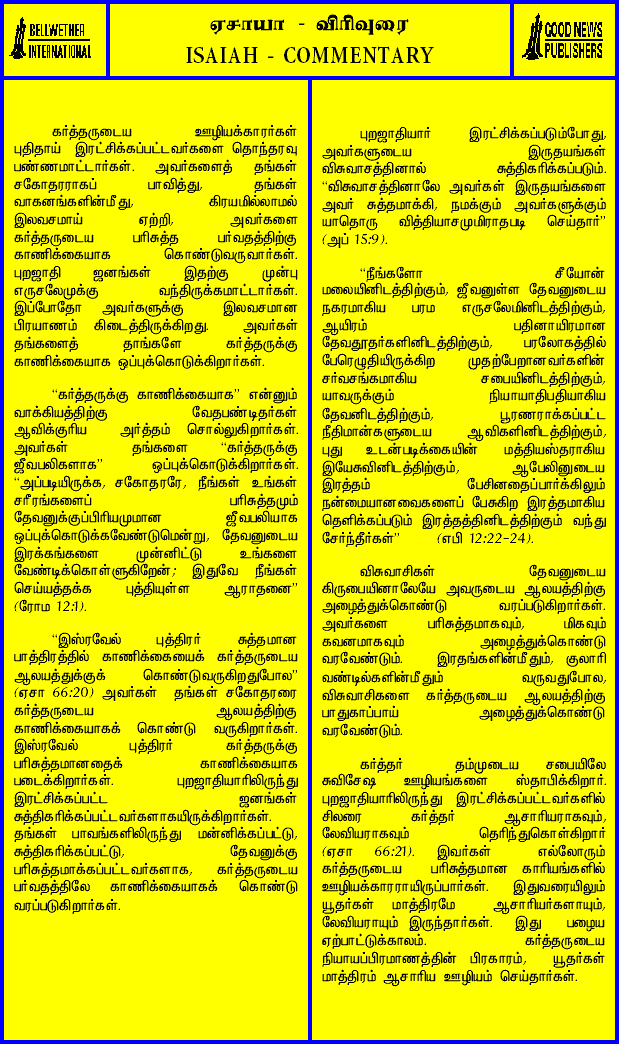 BELLWETHER
INTERNATIONAL
ஏசாயா - விரிவுரை
ISAIAH - COMMENTARY
GOOD NEWS
PUBLISHERS
கர்த்தருடைய ஊழியக்காரர்கள்
புதிதாய் இரட்சிக்கப்பட்டவர்களை தொந்தரவு
பண்ணமாட்டார்கள். அவர்களைத் தங்கள்
சகோதரராகப் பாவித்து, தங்கள்
வாகனங்களின்மீது, கிரயமில்லாமல்
இலவசமாய் ஏற்றி, அவர்களை
கர்த்தருடைய பரிசுத்த பர்வதத்திற்கு
காணிக்கையாக கொண்டுவருவார்கள்.
புறஜாதி ஜனங்கள் இதற்கு முன்பு
எருசலேமுக்கு வந்திருக்கமாட்டார்கள்.
இப்போதோ அவர்களுக்கு இலவசமான
பிரயாணம் கிடைத்திருக்கிறது. அவர்கள்
தங்களைத் தாங்களே கர்த்தருக்கு
காணிக்கையாக ஒப்புக்கொடுக்கிறார்கள்.
“கர்த்தருக்கு காணிக்கையாக” என்னும்
வாக்கியத்திற்கு வேதபண்டிதர்கள்
ஆவிக்குரிய அர்த்தம் சொல்லுகிறார்கள்.
அவர்கள் தங்களை “கர்த்தருக்கு
ஜீவபலிகளாக” ஒப்புக்கொடுக்கிறார்கள்.
“அப்படியிருக்க, சகோதரரே, நீங்கள் உங்கள்
சரீரங்களைப் பரிசுத்தமும்
தேவனுக்குப்பிரியமுமான ஜீவபலியாக
ஒப்புக்கொடுக்கவேண்டுமென்று, தேவனுடைய
இரக்கங்களை முன்னிட்டு உங்களை
வேண்டிக்கொள்ளுகிறேன்; இதுவே நீங்கள்
செய்யத்தக்க புத்தியுள்ள ஆராதனை”
(ரோம 12:1).
“இஸ்ரவேல் புத்திரர் சுத்தமான
பாத்திரத்தில் காணிக்கையைக் கர்த்தருடைய
ஆலயத்துக்குக் கொண்டுவருகிறதுபோல”
(ஏசா 66:20) அவர்கள் தங்கள் சகோதரரை
கர்த்தருடைய ஆலயத்திற்கு
காணிக்கையாகக் கொண்டு வருகிறார்கள்.
இஸ்ரவேல் புத்திரர் கர்த்தருக்கு
பரிசுத்தமானதைக் காணிக்கையாக
படைக்கிறார்கள். புறஜாதியாரிலிருந்து
இரட்சிக்கப்பட்ட ஜனங்கள்
சுத்திகரிக்கப்பட்டவர்களாகயிருக்கிறார்கள்.
தங்கள் பாவங்களிலிருந்து மன்னிக்கப்பட்டு,
சுத்திகரிக்கப்பட்டு, தேவனுக்கு
பரிசுத்தமாக்கப்பட்டவர்களாக, கர்த்தருடைய
பர்வதத்திலே காணிக்கையாகக் கொண்டு
வரப்படுகிறார்கள்.
புறஜாதியார் இரட்சிக்கப்படும்போது,
அவர்களுடைய இருதயங்கள்
விசுவாசத்தினால் சுத்திகரிக்கப்படும்.
“விசுவாசத்தினாலே அவர்கள் இருதயங்களை
அவர் சுத்தமாக்கி, நமக்கும் அவர்களுக்கும்
யாதொரு வித்தியாசமுமிராதபடி செய்தார்”
(அப் 15:9).
“நீங்களோ சீயோன்
மலையினிடத்திற்கும், ஜீவனுள்ள தேவனுடைய
நகரமாகிய பரம எருசலேமினிடத்திற்கும்,
ஆயிரம் பதினாயிரமான
தேவதூதர்களினிடத்திற்கும், பரலோகத்தில்
பேரெழுதியிருக்கிற முதற்பேறானவர்களின்
சர்வசங்கமாகிய சபையினிடத்திற்கும்,
யாவருக்கும் நியாயாதிபதியாகிய
தேவனிடத்திற்கும், பூரணராக்கப்பட்ட
நீதிமான்களுடைய ஆவிகளினிடத்திற்கும்,
புது உடன்படிக்கையின் மத்தியஸ்தராகிய
இயேசுவினிடத்திற்கும், ஆபேலினுடைய
இரத்தம் பேசினதைப்பார்க்கிலும்
நன்மையானவைகளைப் பேசுகிற இரத்தமாகிய
தெளிக்கப்படும் இரத்தத்தினிடத்திற்கும் வந்து
சேர்ந்தீர்கள்” (எபி 12:22-24).
விசுவாசிகள் தேவனுடைய
கிருபையினாலேயே அவருடைய ஆலயத்திற்கு
அழைத்துக்கொண்டு வரப்படுகிறார்கள்.
அவர்களை பரிசுத்தமாகவும், மிகவும்
கவனமாகவும் அழைத்துக்கொண்டு
வரவேண்டும். இரதங்களின்மீதும், குலாரி
வண்டில்களின்மீதும் வருவதுபோல,
விசுவாசிகளை கர்த்தருடைய ஆலயத்திற்கு
பாதுகாப்பாய் அழைத்துக்கொண்டு
வரவேண்டும்.
கர்த்தர் தம்முடைய சபையிலே
சுவிசேஷ ஊழியங்களை ஸ்தாபிக்கிறார்.
புறஜாதியாரிலிருந்து இரட்சிக்கப்பட்டவர்களில்
சிலரை கர்த்தர் ஆசாரியராகவும்,
லேவியராகவும் தெரிந்துகொள்கிறார்
(ஏசா 66:21). இவர்கள் எல்லோரும்
கர்த்தருடைய பரிசுத்தமான காரியங்களில்
ஊழியக்காரராயிருப்பார்கள். இதுவரையிலும்
யூதர்கள் மாத்திரமே ஆசாரியர்களாயும்,
லேவியராயும் இருந்தார்கள். இது பழைய
ஏற்பாட்டுக்காலம். கர்த்தருடைய
நியாயப்பிரமாணத்தின் பிரகாரம், யூதர்கள்
மாத்திரம் ஆசாரிய ஊழியம் செய்தார்கள்.